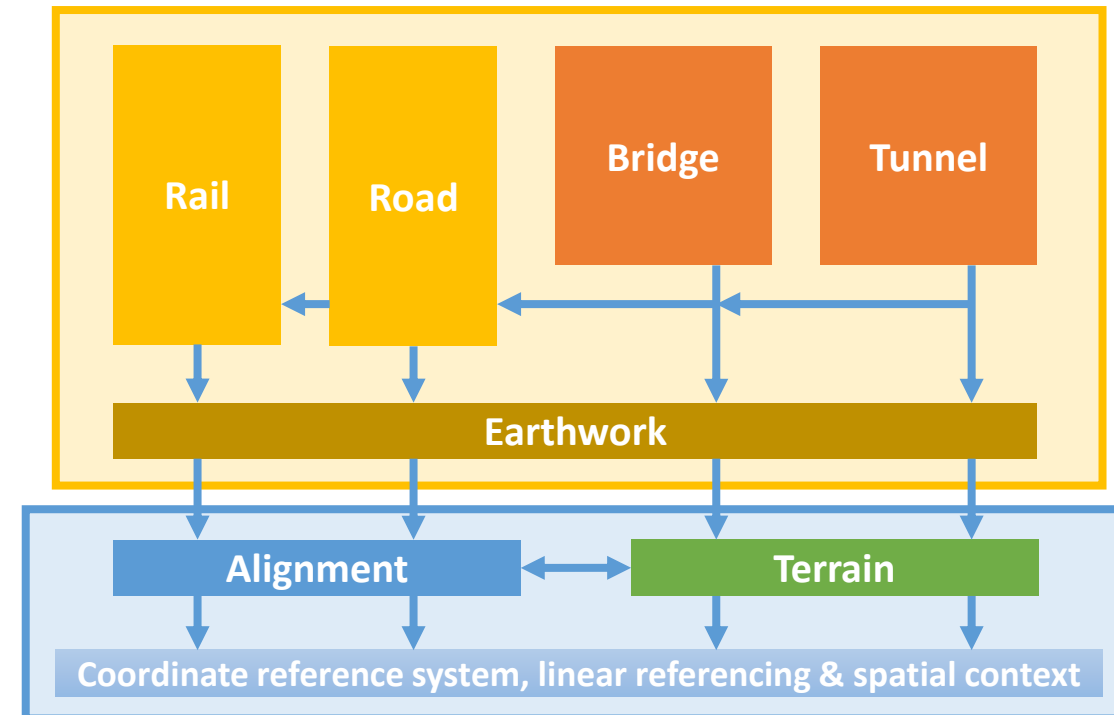 Rail
Road
Bridge
Tunnel
Earthwork
Alignment
Terrain
Coordinate reference system, linear referencing & spatial context